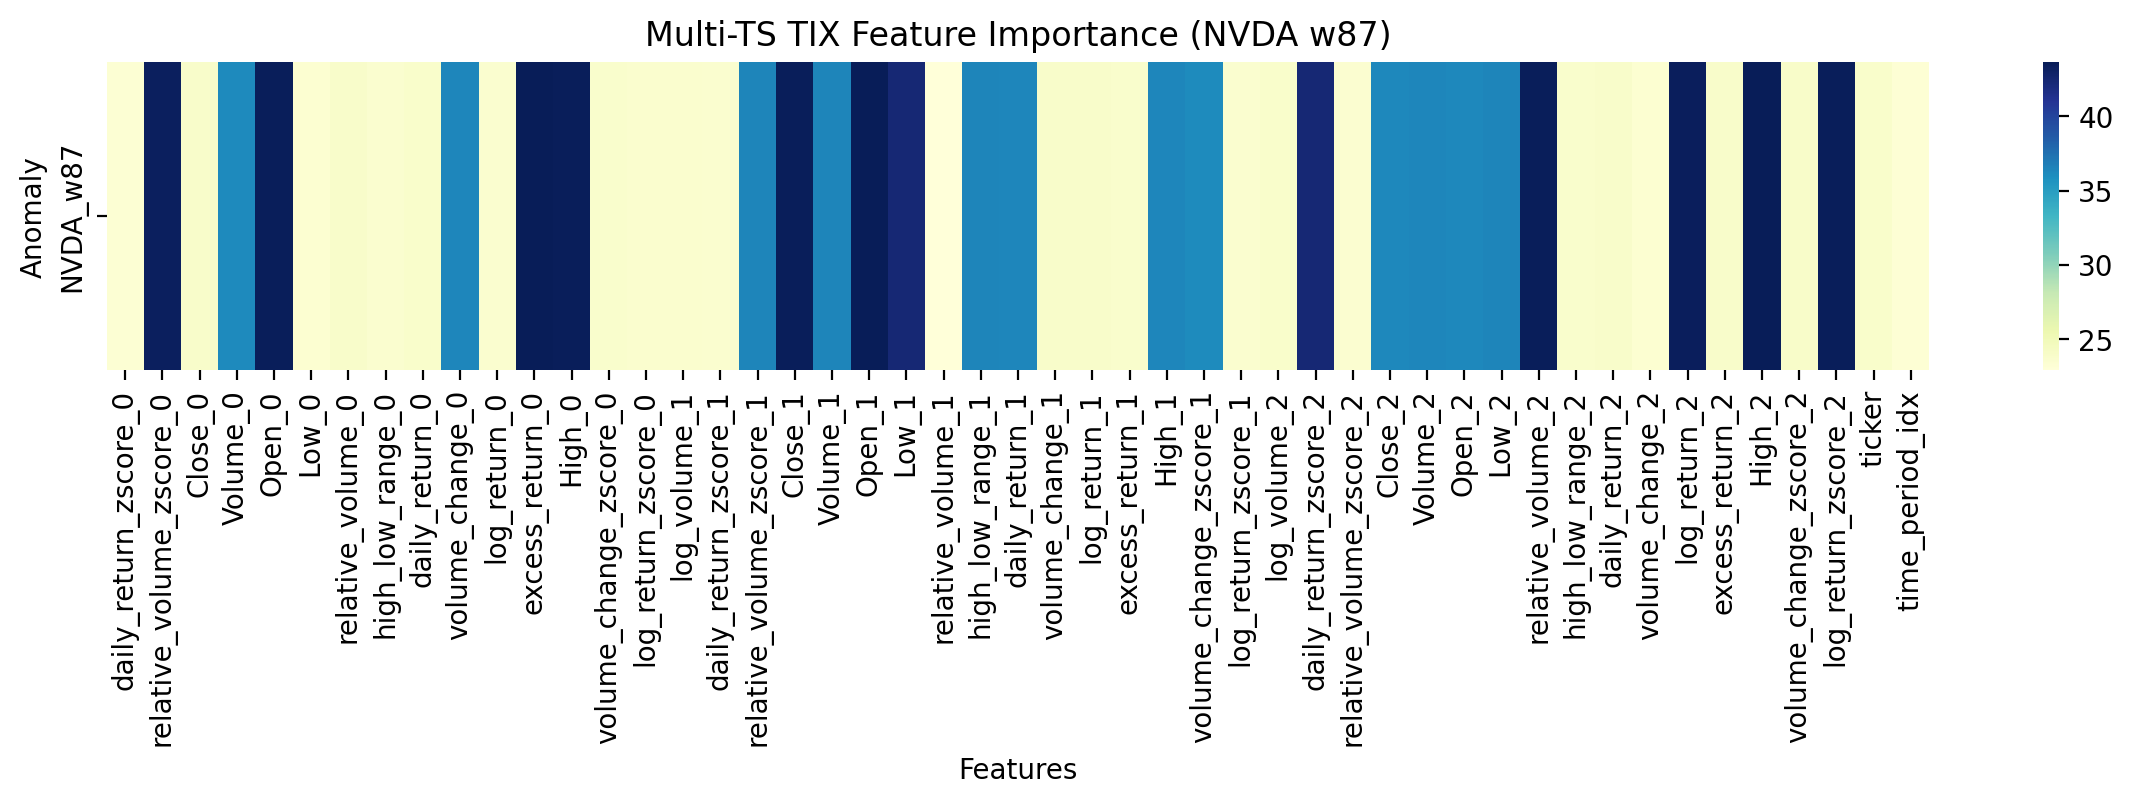 Multi-TS TIX Feature Importance (NVDA w87)
Anomaly
NVDA_w87
daily_return_zscore_0
relative_volume_zscore_0
Close_0
Volume_0
Open_0
Low_0
relative_volume_0
high_low_range_0
daily_return_0
volume_change_0
log_return_0
excess_return_0
High_0
volume_change_zscore_0
log_return_zscore_0
log_volume_1
daily_return_zscore_1
relative_volume_zscore_1
Close_1
Volume_1
Open_1
Low_1
relative_volume_1
high_low_range_1
daily_return_1
volume_change_1
log_return_1
excess_return_1
High_1
volume_change_zscore_1
log_return_zscore_1
log_volume_2
daily_return_zscore_2
relative_volume_zscore_2
Close_2
Volume_2
Open_2
Low_2
relative_volume_2
high_low_range_2
daily_return_2
volume_change_2
log_return_2
excess_return_2
High_2
volume_change_zscore_2
log_return_zscore_2
ticker
time_period_idx
Features
40
35
30
25